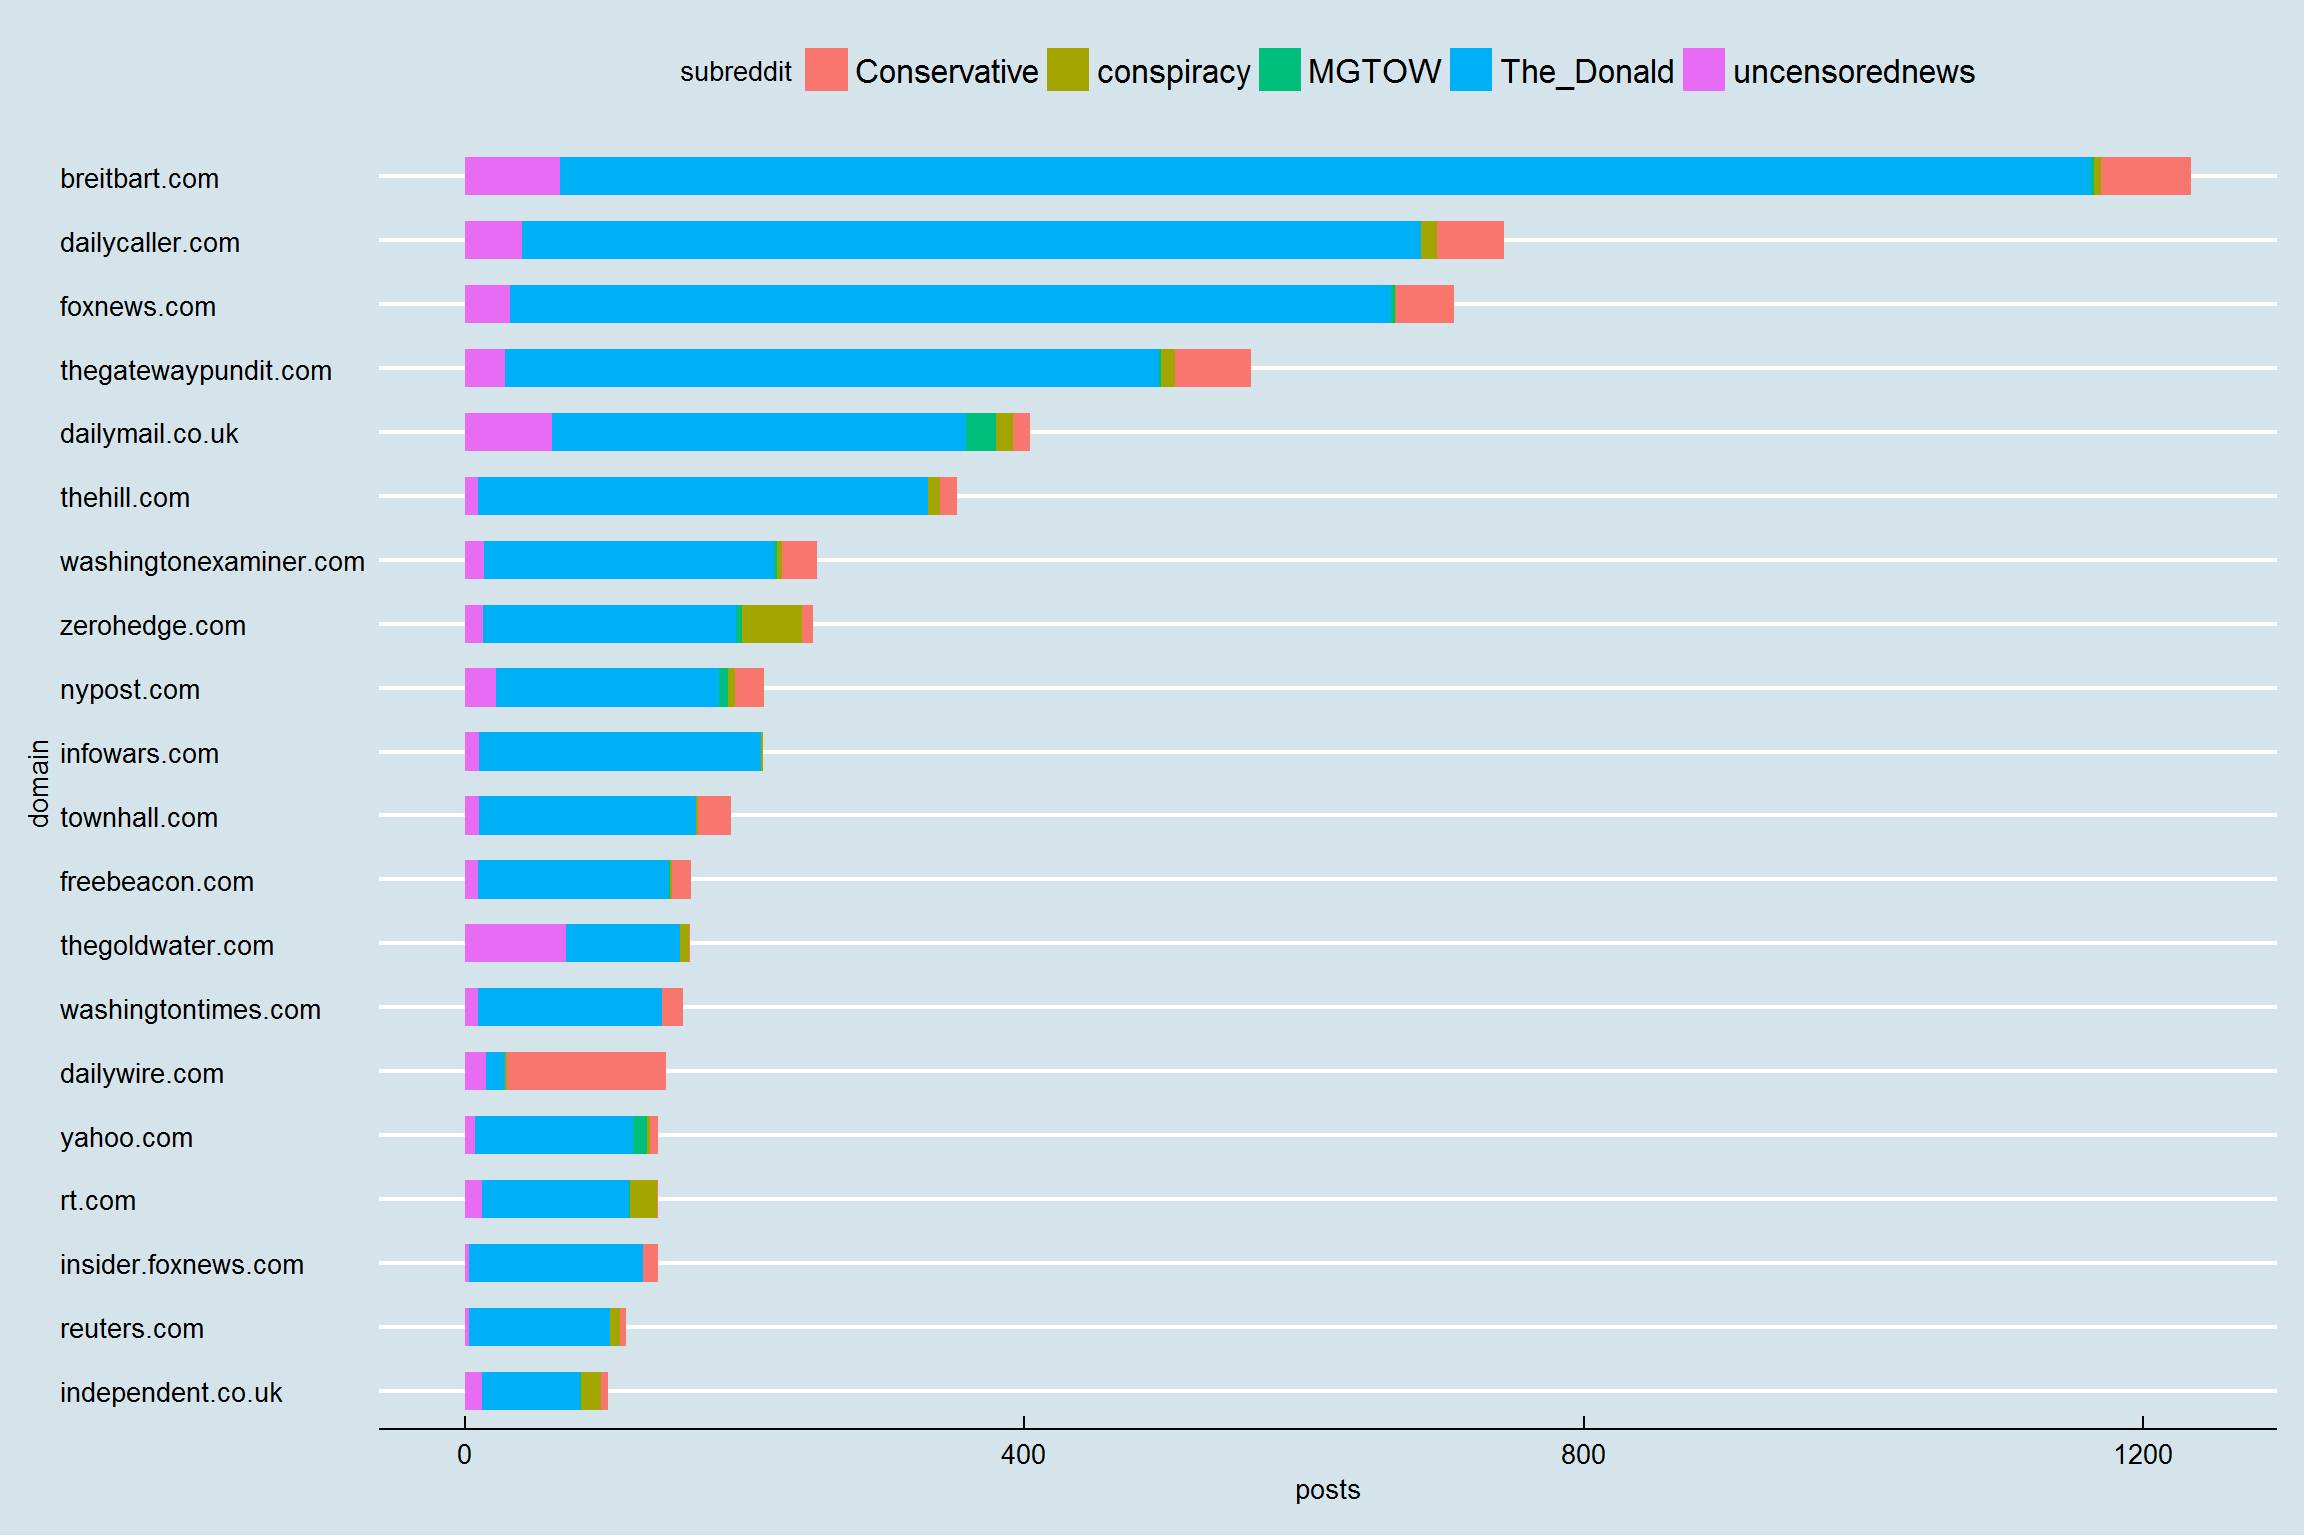 subreddit Conservative conspiracy MGTOW The_Donald uncensorednews
breitbart.com
dailycaller.com
foxnews.com
thegatewaypundit.com
dailymail.co.uk
thehill.com
washingtonexaminer.com
zerohedge.com
nypost.com
infowars.com
domain
townhall.com
freebeacon.com
thegoldwater.com
washingtontimes.com
dailywire.com
yahoo.com
rt.com
insider.foxnews.com
reuters.com
independent.co.uk
0 400 800 1200
posts